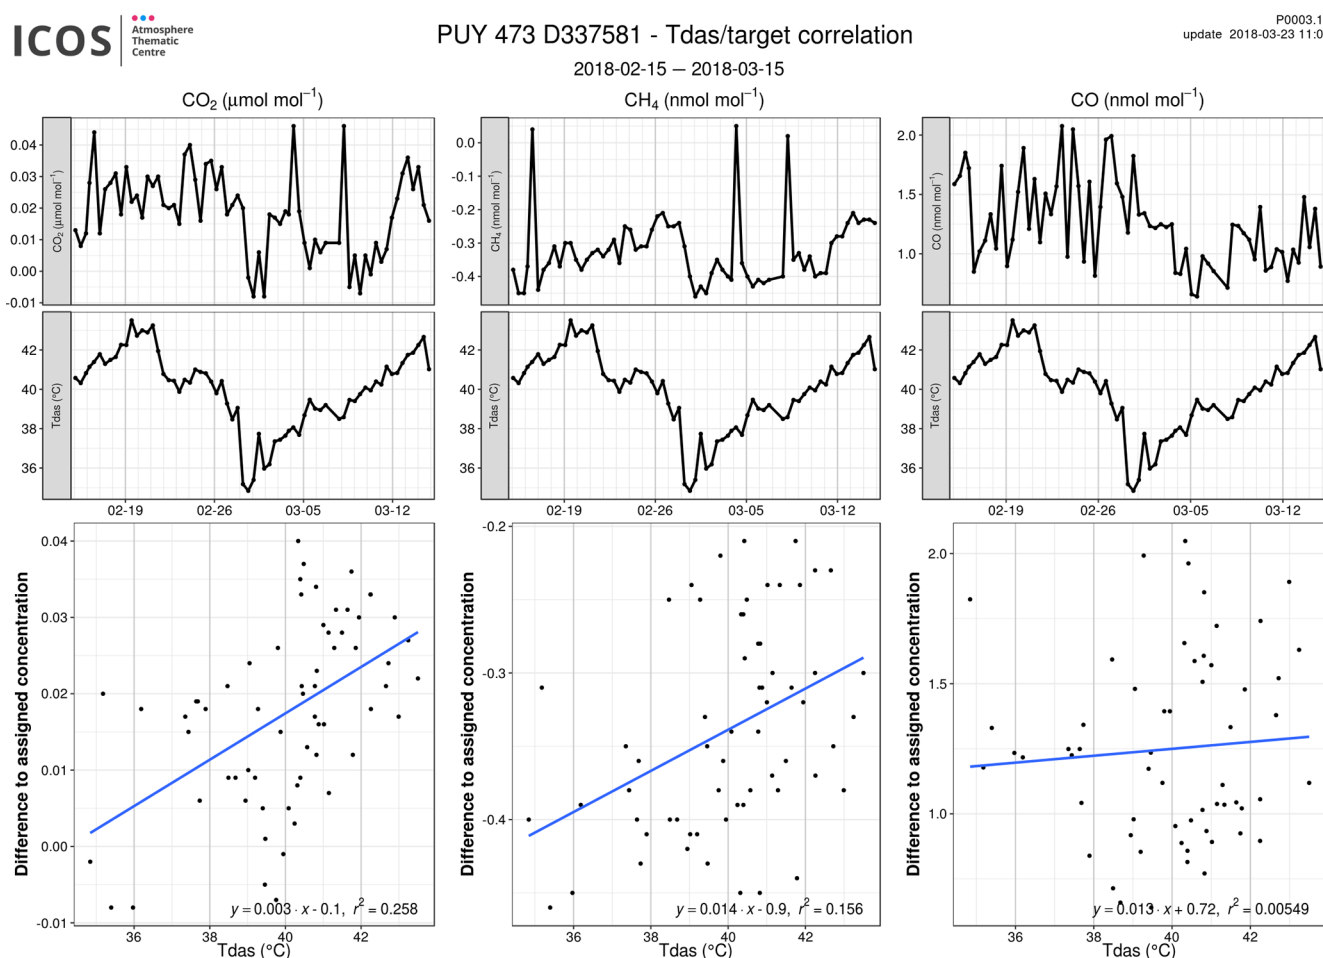 ICOS
Atmosphere
Thematic
Centre
PUY 473 D337581 - Tdas/target correlation
2018-02-15 — 2018-03-15
P0003.1
update 2018-03-23 11:0
CO₂ (μmol mol⁻¹)
CH₄ (nmol mol⁻¹)
CO (nmol mol⁻¹)
CO₂ (μmol mol⁻¹)
0.04
0.03
0.02
0.01
0.00
-0.01
CH₄ (nmol mol⁻¹)
0.0
-0.1
-0.2
-0.3
-0.4
CO (nmol mol⁻¹)
2.0
1.5
1.0
Tdas (°C)
42
40
38
36
02-19 02-26 03-05 03-12
Tdas (°C)
42
40
38
36
02-19 02-26 03-05 03-12
Tdas (°C)
42
40
38
36
02-19 02-26 03-05 03-12
Difference to assigned concentration
0.04
0.03
0.02
0.01
0.00
-0.01
y = 0.003 · x - 0.1, r² = 0.258
36 38 40 42
Tdas (°C)
Difference to assigned concentration
-0.2
-0.3
-0.4
y = 0.014 · x - 0.9, r² = 0.156
36 38 40 42
Tdas (°C)
Difference to assigned concentration
2.0
1.5
1.0
y = 0.013 · x + 0.72, r² = 0.00549
36 38 40 42
Tdas (°C)